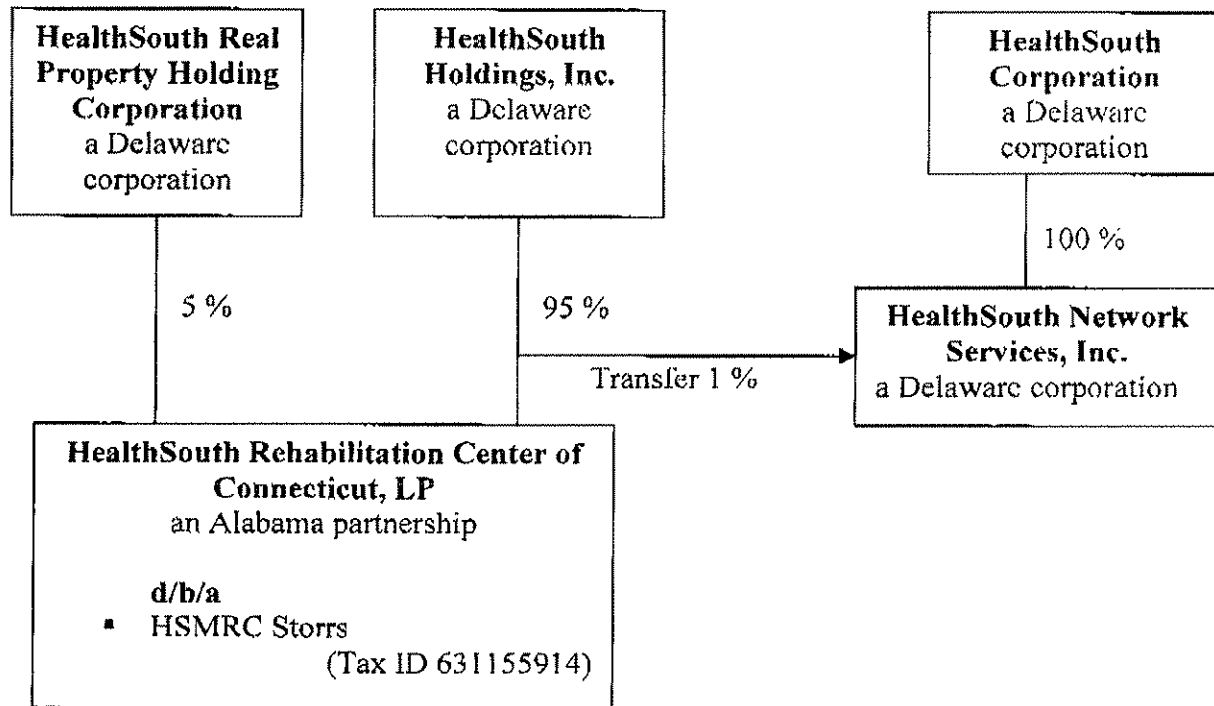 HealthSouth Real
Property Holding
Corporation
a Delaware
corporation
HealthSouth
Holdings, Inc.
a Delaware
corporation
HealthSouth
Corporation
a Delaware
corporation
5 %
95 %
100 %
Transfer 1 %
HealthSouth Network
Services, Inc.
a Delaware corporation
HealthSouth Rehabilitation Center of
Connecticut, LP
an Alabama partnership
d/b/a
▪ HSMRC Storrs
(Tax ID 631155914)